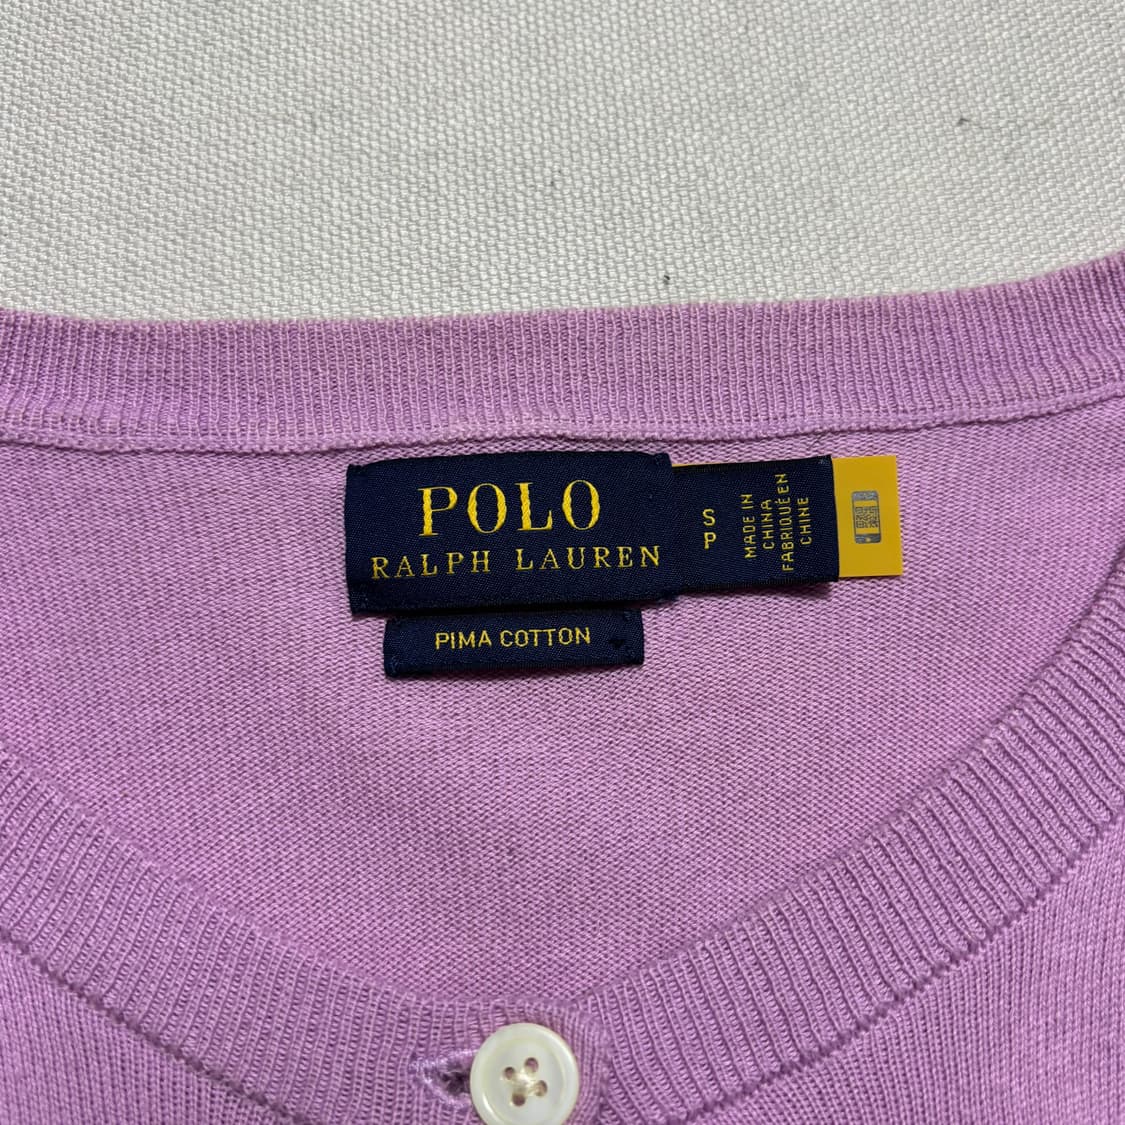 POLO
RALPH LAUREN
PIMA COTTON
S
P
MADE IN
CHINA
FABRIQUÉ EN
CHINE